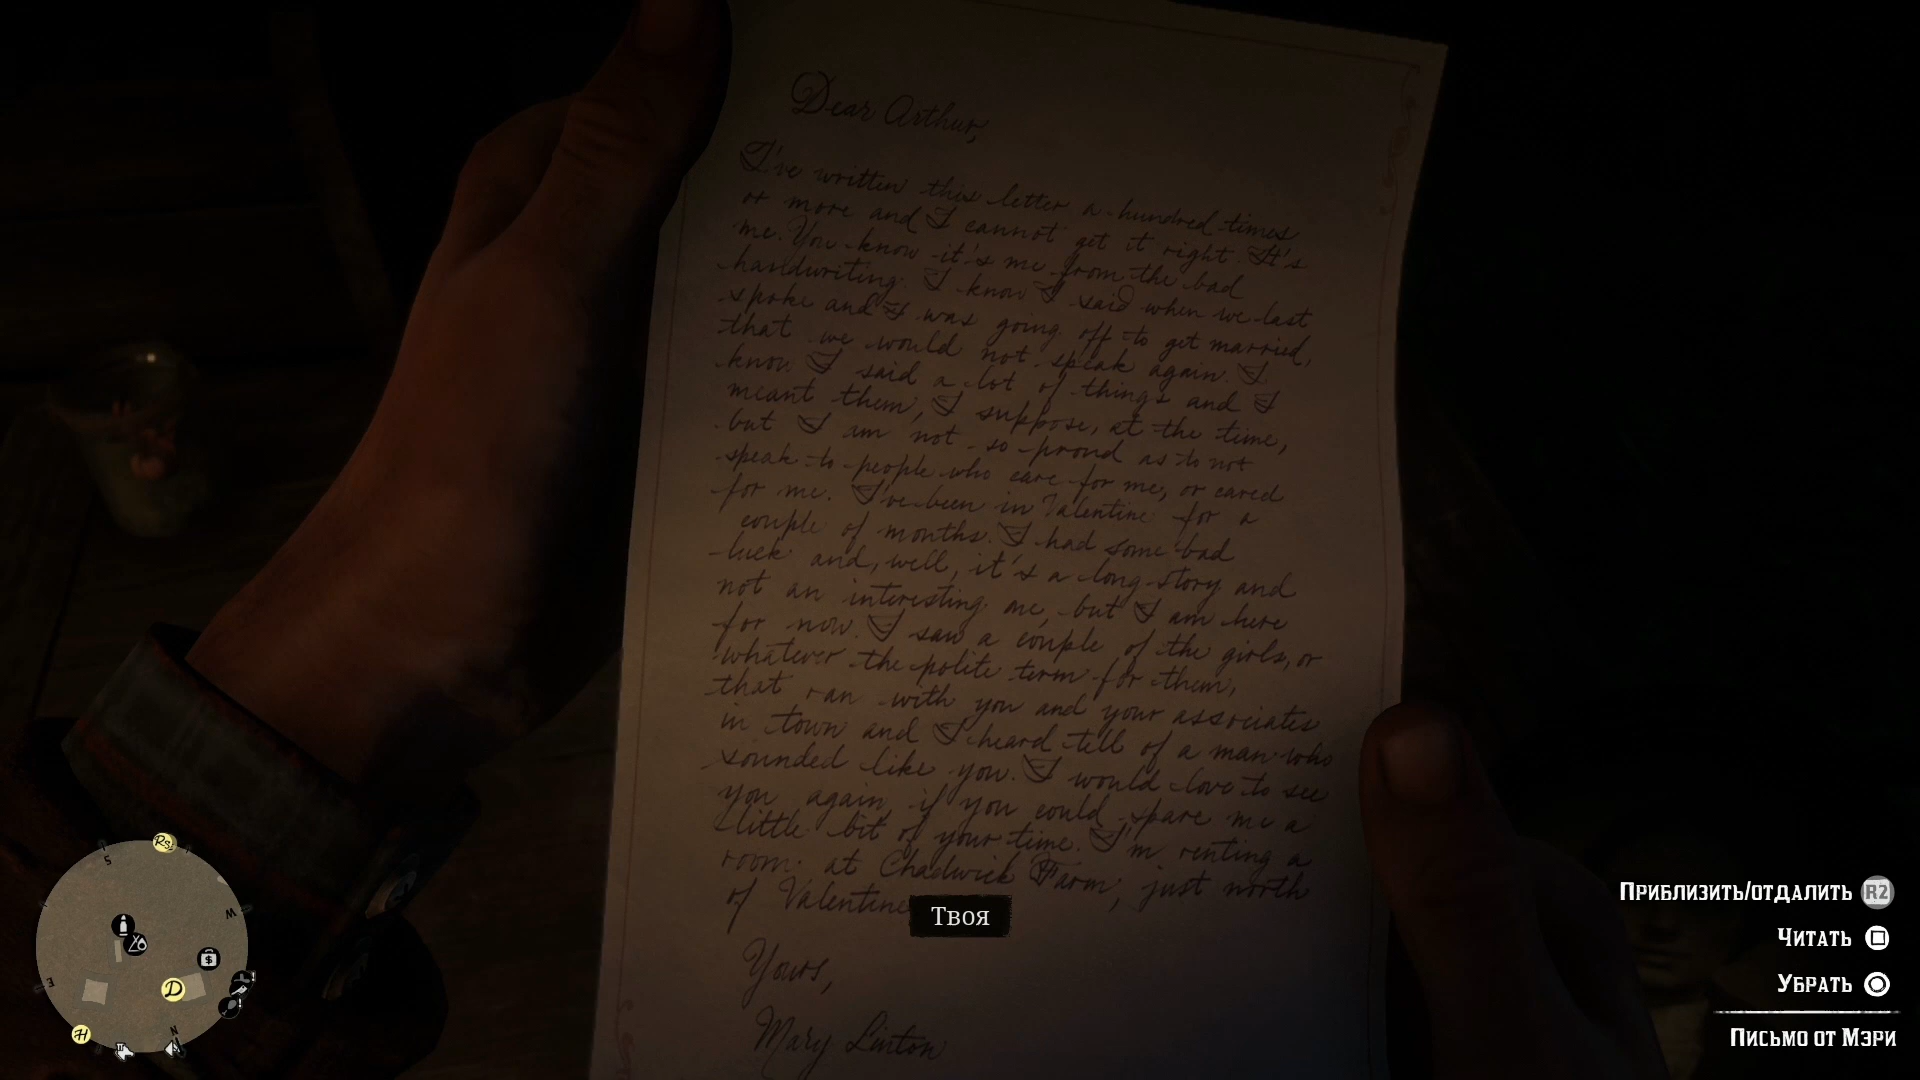 Dear Arthur,
I've written this letter a hundred times
or more and I cannot get it right. It's
me. You know it's me from the bad
handwriting. I know I said when we last
spoke and I was going off to get married,
that we would not speak again. I
know I said a lot of things and I
meant them, I suppose, at the time,
but I am not so proud as to not
speak to people who care for me, or cared
for me. I've been in Valentine for a
couple of months. I had some bad
luck and, well, it's a long story and
not an interesting one, but I am here
for now. I saw a couple of the girls, or
whatever the polite term for them,
that ran with you and your associates
in town and I heard tell of a man who
sounded like you. I would love to see
you again, if you could spare me a
little bit of your time. I'm renting a
room at Chadwick Farm, just north
of Valentine
Твоя
Yours,
Mary Linton
Приблизить/отдалить R2
Читать
Убрать
Письмо от Мэри
Rs
S
W
$
E
D
H
N